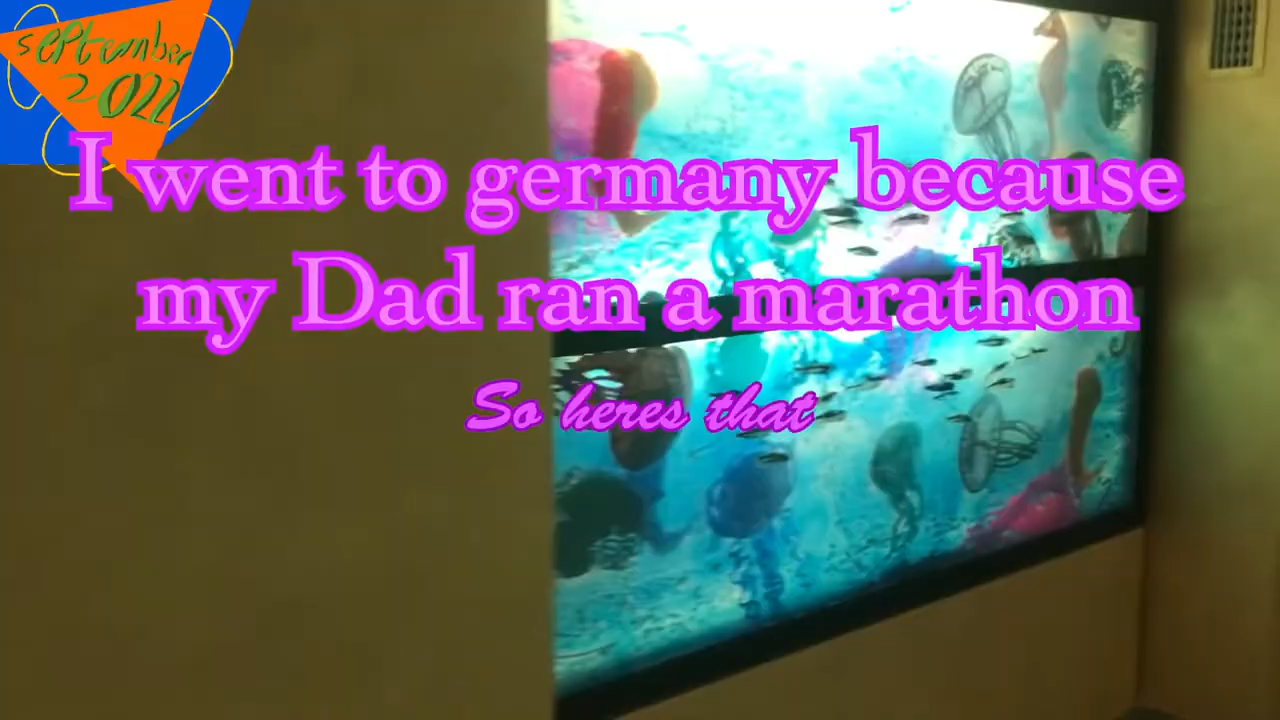 september
2022
I went to germany because
my Dad ran a marathon
So heres that